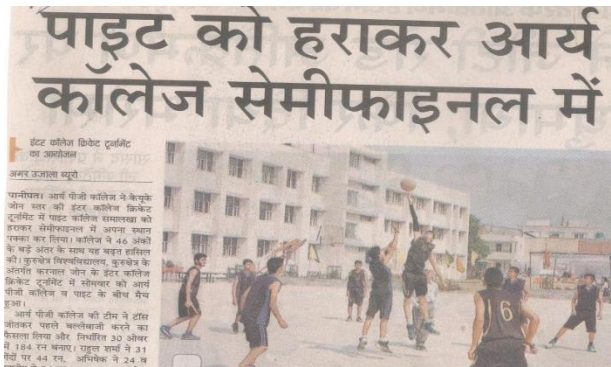 पाइट को हराकर आर्य
कॉलेज सेमीफाइनल में
इंटर कॉलेज क्रिकेट टूर्नामेंट
का आयोजन
अमर उजाला ब्यूरो
पानीपत। आर्य पीजी कॉलेज ने केयूके
जोन स्तर की इंटर कॉलेज क्रिकेट
टूर्नामेंट में पाइट कॉलेज समालखा को
हराकर सेमीफाइनल में अपना स्थान
पक्का कर लिया। कॉलेज ने 46 अंकों
के बड़े अंतर के साथ यह बढ़त हासिल
की। कुरुक्षेत्र विश्वविद्यालय, कुरुक्षेत्र के
अंतर्गत करनाल जोन के इंटर कॉलेज
क्रिकेट टूर्नामेंट में सोमवार को आर्य
पीजी कॉलेज व पाइट के बीच मैच
हुआ।
आर्य पीजी कॉलेज की टीम ने टॉस
जीतकर पहले बल्लेबाजी करने का
फैसला लिया और निर्धारित 30 ओवर
में 184 रन बनाए। राहुल शर्मा ने 31
गेंदों पर 44 रन, अभिषेक ने 24 व
6